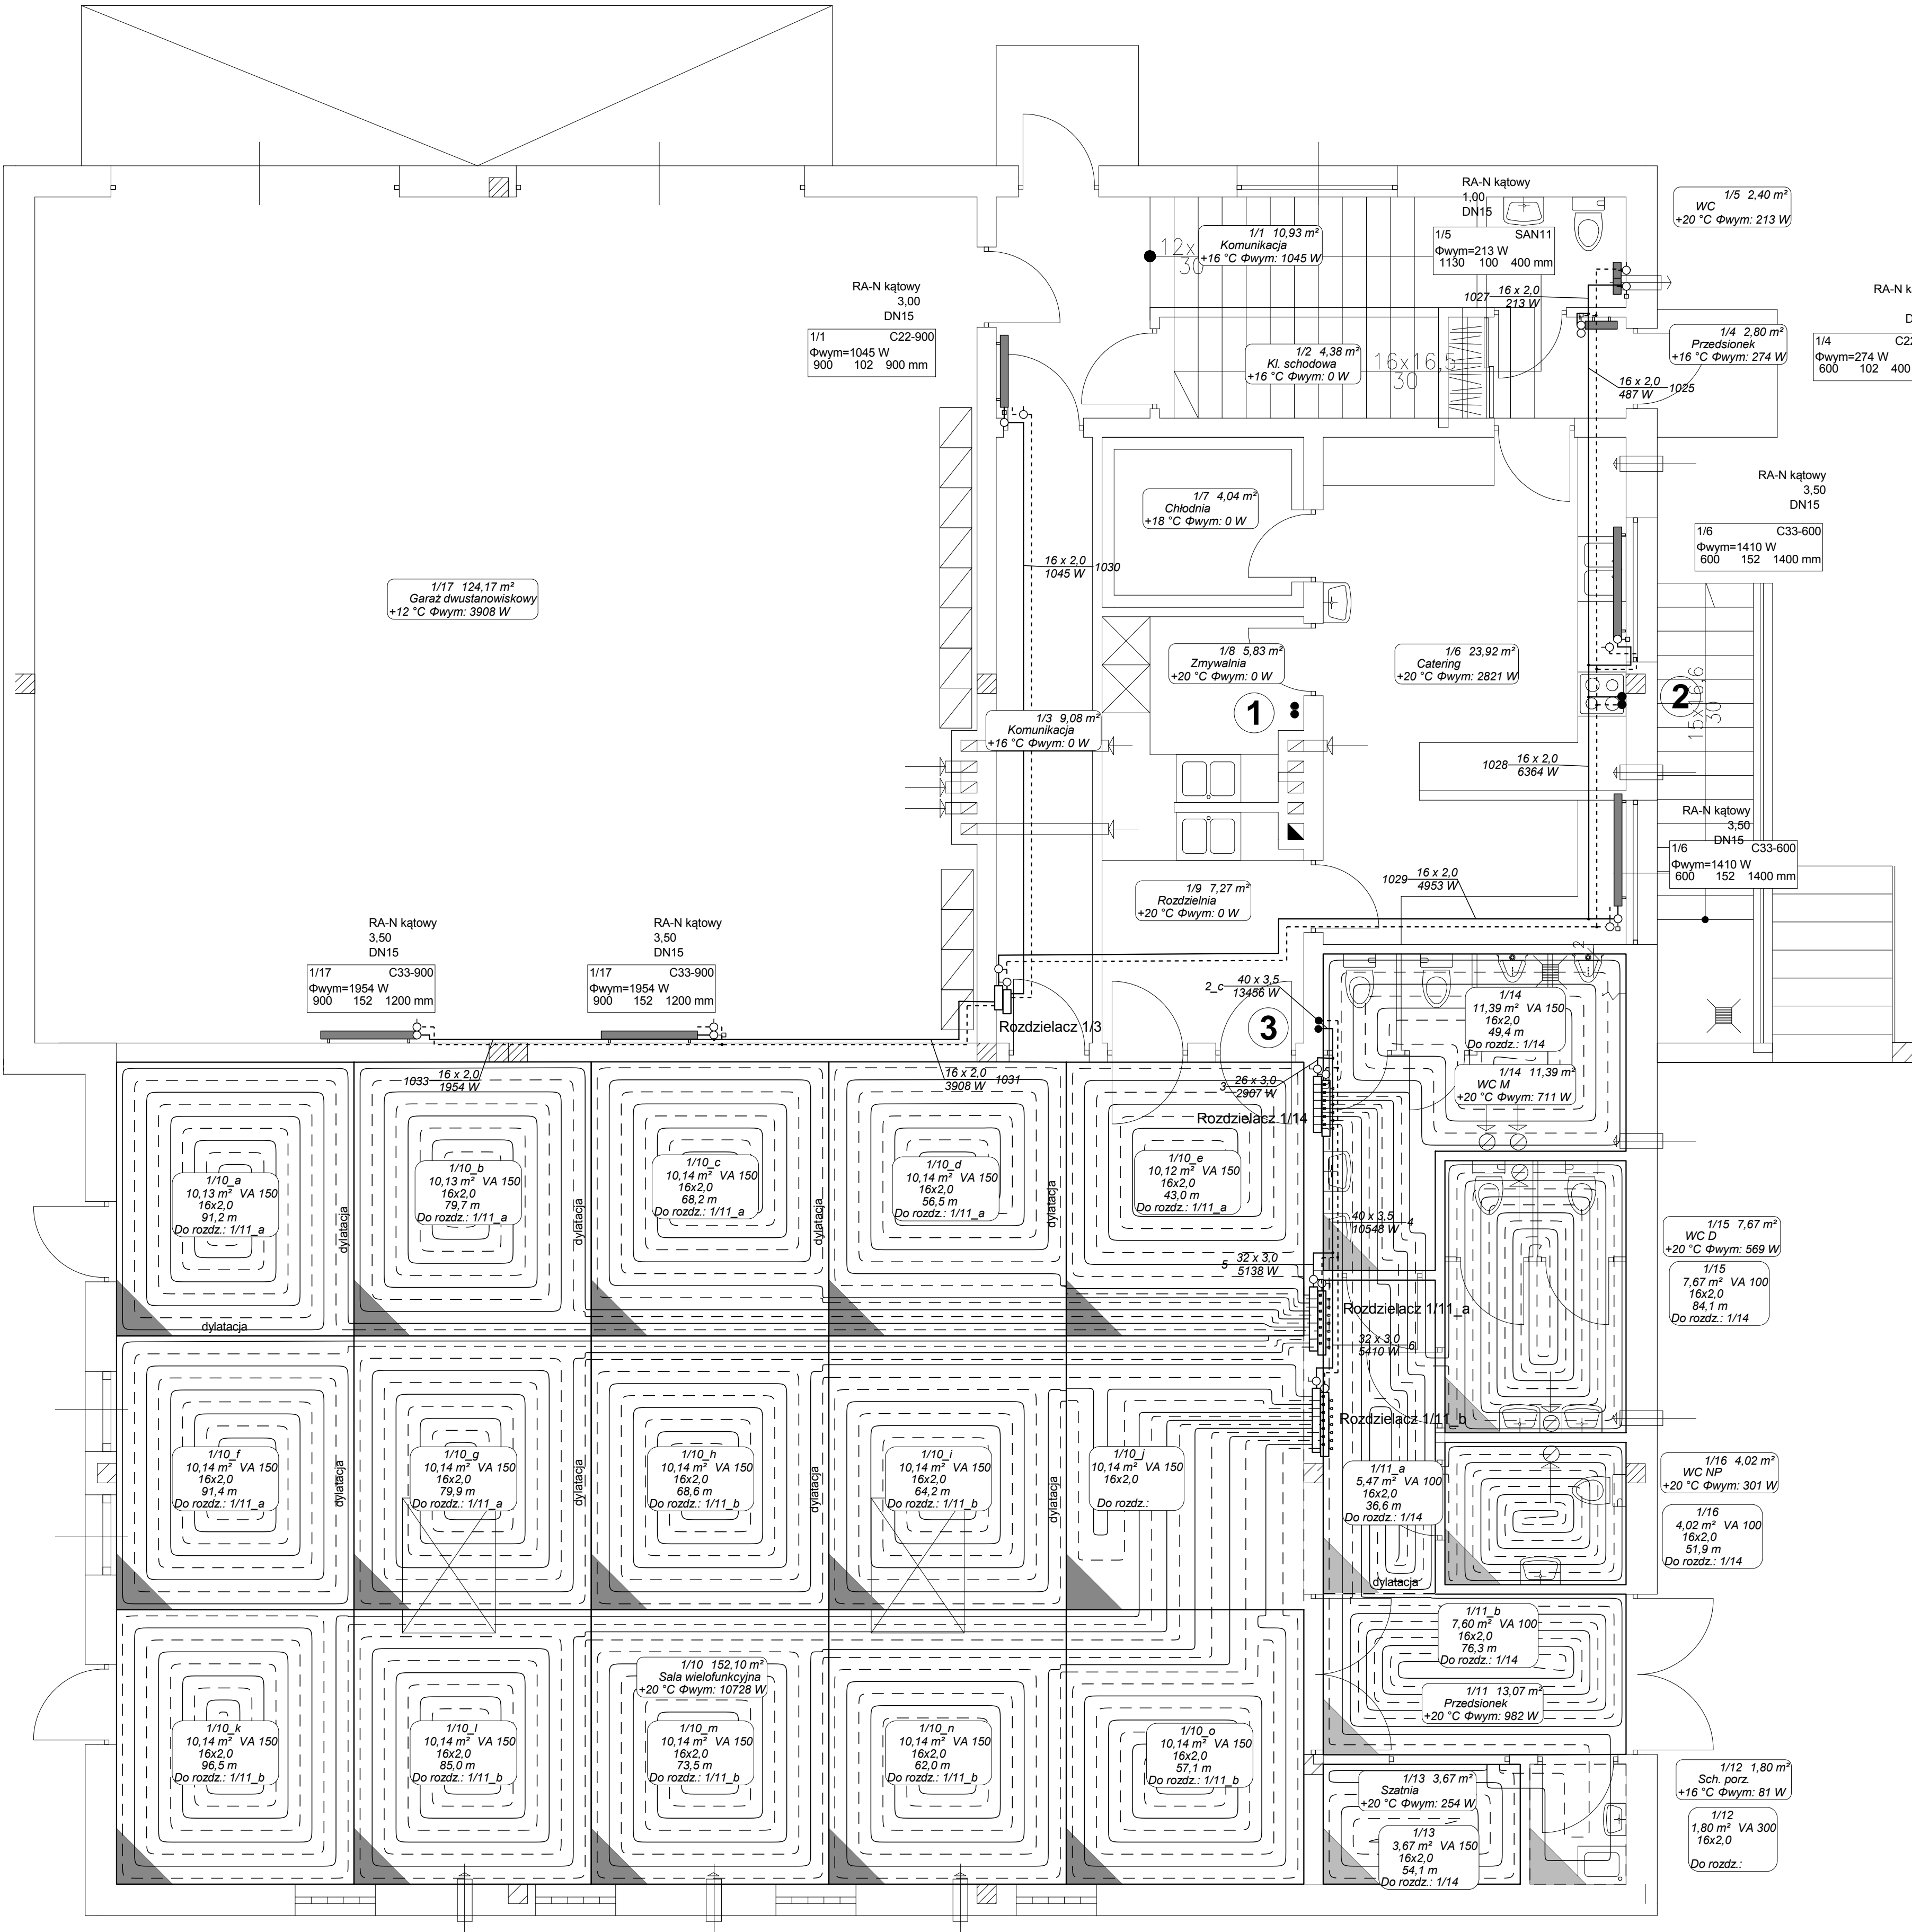 RA-N kątowy
1,00
DN15
1/5 2,40 m²
WC
+20 °C Φwym: 213 W
1/1 10,93 m²
Komunikacja
+16 °C Φwym: 1045 W
12x
30
1/5 SAN11
Φwym=213 W
1130 100 400 mm
RA-N kątowy
3,00
DN15
1/1 C22-900
Φwym=1045 W
900 102 900 mm
1027
16 x 2,0
213 W
1/2 4,38 m²
Kl. schodowa
+16 °C Φwym: 0 W
16x16,5
30
1/4 2,80 m²
Przedsionek
+16 °C Φwym: 274 W
1/4
Φwym=274 W
600 102 400
16 x 2,0
487 W
1025
RA-N kątowy
3,50
DN15
1/6 C33-600
Φwym=1410 W
600 152 1400 mm
1/7 4,04 m²
Chłodnia
+18 °C Φwym: 0 W
16 x 2,0
1045 W
1030
1/17 124,17 m²
Garaż dwustanowiskowy
+12 °C Φwym: 3908 W
1/8 5,83 m²
Zmywalnia
+20 °C Φwym: 0 W
1/6 23,92 m²
Catering
+20 °C Φwym: 2821 W
1
2
15x16,6
30
1/3 9,08 m²
Komunikacja
+16 °C Φwym: 0 W
1028
16 x 2,0
6364 W
RA-N kątowy
3,50
DN15
1/6 C33-600
Φwym=1410 W
600 152 1400 mm
1029
16 x 2,0
4953 W
1/9 7,27 m²
Rozdzielnia
+20 °C Φwym: 0 W
RA-N kątowy
3,50
DN15
1/17 C33-900
Φwym=1954 W
900 152 1200 mm
RA-N kątowy
3,50
DN15
1/17 C33-900
Φwym=1954 W
900 152 1200 mm
2_c
40 x 3,5
13456 W
Rozdzielacz 1/3
3
1/14
11,39 m² VA 150
16x2,0
49,4 m
Do rozdz.: 1/14
1/14 11,39 m²
WC M
+20 °C Φwym: 711 W
1033
16 x 2,0
1954 W
16 x 2,0
3908 W
1031
3
26 x 3,0
2907 W
Rozdzielacz 1/14
1/10_a
10,13 m² VA 150
16x2,0
91,2 m
Do rozdz.: 1/11_a
1/10_b
10,13 m² VA 150
16x2,0
79,7 m
Do rozdz.: 1/11_a
1/10_c
10,14 m² VA 150
16x2,0
68,2 m
Do rozdz.: 1/11_a
1/10_d
10,14 m² VA 150
16x2,0
56,5 m
Do rozdz.: 1/11_a
1/10_e
10,12 m² VA 150
16x2,0
43,0 m
Do rozdz.: 1/11_a
dylatacja
dylatacja
dylatacja
dylatacja
dylatacja
40 x 3,5
10548 W
4
5
32 x 3,0
5138 W
1/15 7,67 m²
WC D
+20 °C Φwym: 569 W
1/15
7,67 m² VA 100
16x2,0
84,1 m
Do rozdz.: 1/14
Rozdzielacz 1/11_a
32 x 3,0
5410 W
6
Rozdzielacz 1/11_b
1/10_f
10,14 m² VA 150
16x2,0
91,4 m
Do rozdz.: 1/11_a
1/10_g
10,14 m² VA 150
16x2,0
79,9 m
Do rozdz.: 1/11_a
1/10_h
10,14 m² VA 150
16x2,0
68,6 m
Do rozdz.: 1/11_b
1/10_i
10,14 m² VA 150
16x2,0
64,2 m
Do rozdz.: 1/11_b
1/10_j
10,14 m² VA 150
16x2,0
Do rozdz.:
dylatacja
dylatacja
dylatacja
dylatacja
1/11_a
5,47 m² VA 100
16x2,0
36,6 m
Do rozdz.: 1/14
dylatacja
1/16 4,02 m²
WC NP
+20 °C Φwym: 301 W
1/16
4,02 m² VA 100
16x2,0
51,9 m
Do rozdz.: 1/14
1/11_b
7,60 m² VA 100
16x2,0
76,3 m
Do rozdz.: 1/14
1/11 13,07 m²
Przedsionek
+20 °C Φwym: 982 W
1/10 152,10 m²
Sala wielofunkcyjna
+20 °C Φwym: 10728 W
1/10_k
10,14 m² VA 150
16x2,0
96,5 m
Do rozdz.: 1/11_b
1/10_l
10,14 m² VA 150
16x2,0
85,0 m
Do rozdz.: 1/11_b
1/10_m
10,14 m² VA 150
16x2,0
73,5 m
Do rozdz.: 1/11_b
1/10_n
10,14 m² VA 150
16x2,0
62,0 m
Do rozdz.: 1/11_b
1/10_o
10,14 m² VA 150
16x2,0
57,1 m
Do rozdz.: 1/11_b
1/13 3,67 m²
Szatnia
+20 °C Φwym: 254 W
1/13
3,67 m² VA 150
16x2,0
54,1 m
Do rozdz.: 1/14
1/12 1,80 m²
Sch. porz.
+16 °C Φwym: 81 W
1/12
1,80 m² VA 300
16x2,0
Do rozdz.: